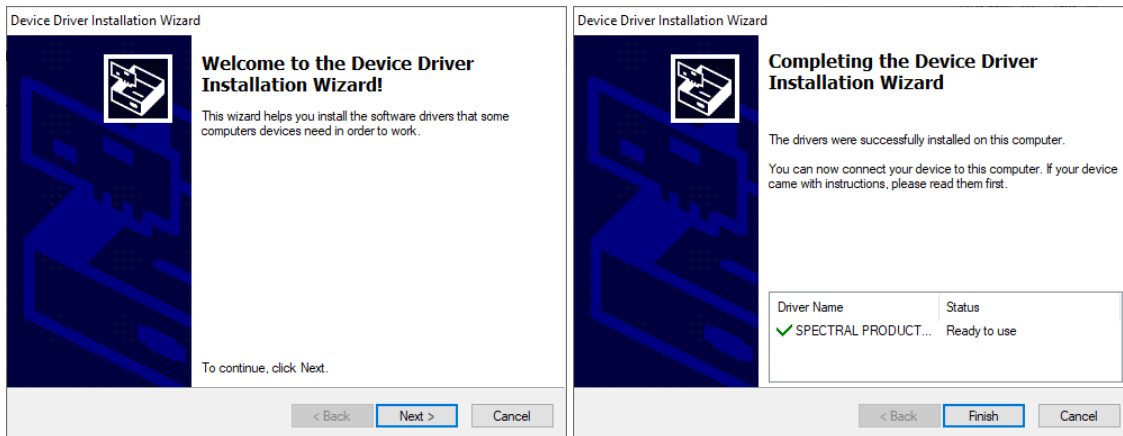 Device Driver Installation Wizard
Welcome to the Device Driver
Installation Wizard!
This wizard helps you install the software drivers that some
computers devices need in order to work.
To continue, click Next.
< Back
Next >
Cancel
Device Driver Installation Wizard
Completing the Device Driver
Installation Wizard
The drivers were successfully installed on this computer.
You can now connect your device to this computer. If your device
came with instructions, please read them first.
Driver Name Status
SPECTRAL PRODUCT... Ready to use
< Back
Finish
Cancel